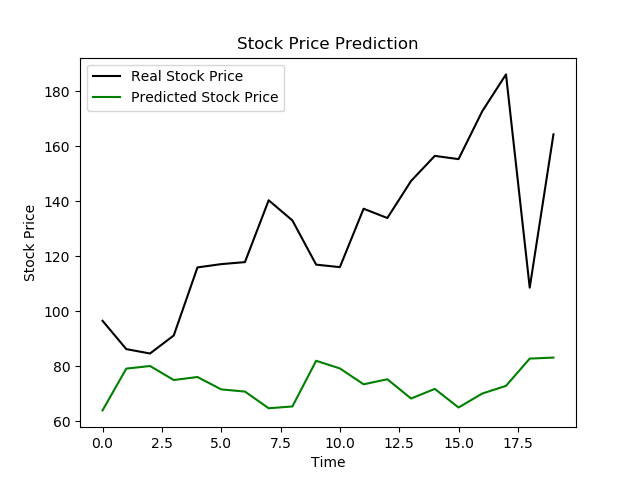 Stock Price Prediction
Real Stock Price
Predicted Stock Price
180
160
140
120
100
80
60
Stock Price
0.0 2.5 5.0 7.5 10.0 12.5 15.0 17.5
Time